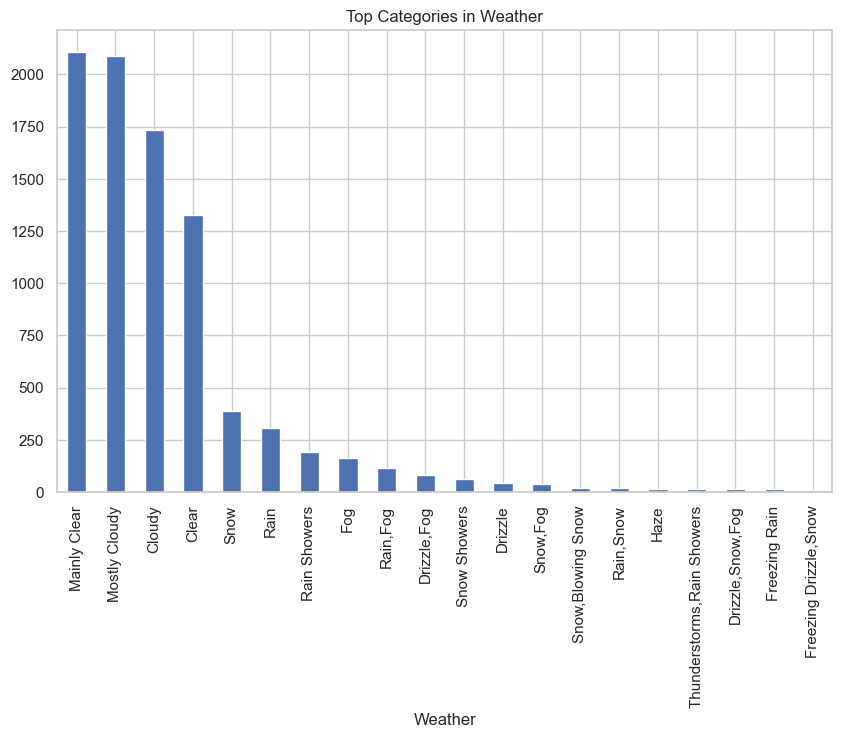 Top Categories in Weather
2000
1750
1500
1250
1000
750
500
250
0
Mainly Clear
Mostly Cloudy
Cloudy
Clear
Snow
Rain
Rain Showers
Fog
Rain,Fog
Drizzle,Fog
Snow Showers
Drizzle
Snow,Fog
Snow,Blowing Snow
Rain,Snow
Haze
Thunderstorms,Rain Showers
Drizzle,Snow,Fog
Freezing Rain
Freezing Drizzle,Snow
Weather